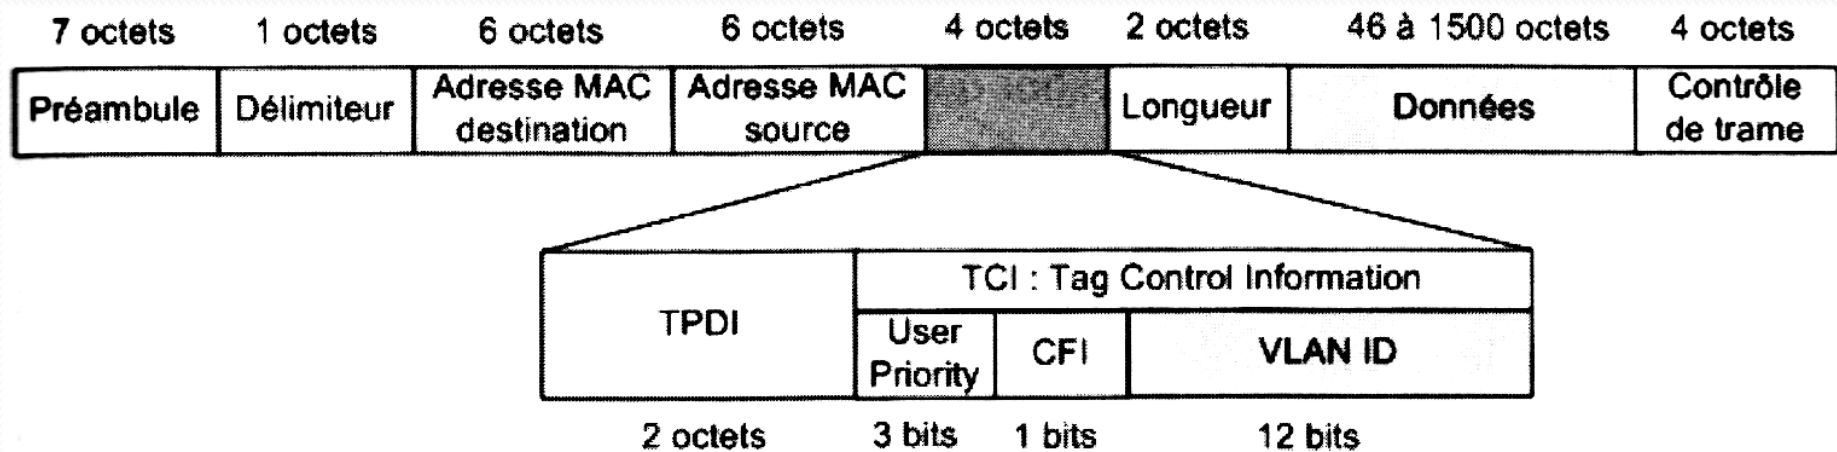 7 octets 1 octets 6 octets 6 octets 4 octets 2 octets 46 à 1500 octets 4 octets
Préambule
Délimiteur
Adresse MAC
destination
Adresse MAC
source
Longueur
Données
Contrôle
de trame
TPDI
TCI : Tag Control Information
User
Priority
CFI
VLAN ID
2 octets 3 bits 1 bits 12 bits